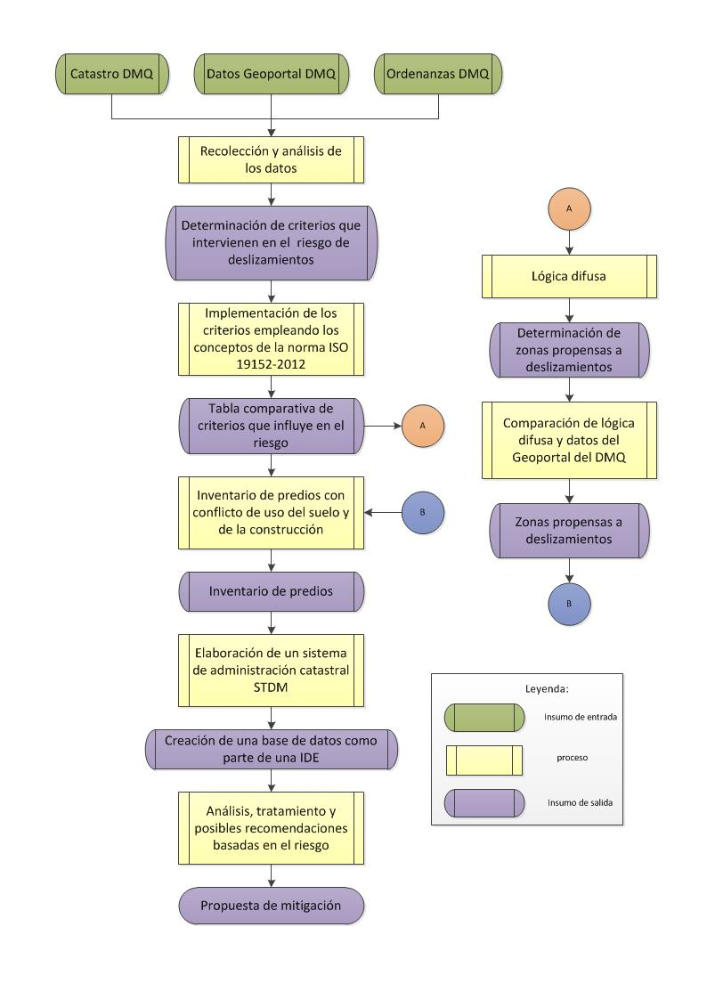 Catastro DMQ
Datos Geoportal DMQ
Ordenanzas DMQ
Recolección y análisis de
los datos
Determinación de criterios que
intervienen en el riesgo de
deslizamientos
Implementación de los
criterios empleando los
conceptos de la norma ISO
19152-2012
Tabla comparativa de
criterios que influye en el
riesgo
A
Inventario de predios con
conflicto de uso del suelo y
de la construcción
B
Inventario de predios
Elaboración de un sistema
de administración catastral
STDM
Creación de una base de datos como
parte de una IDE
Análisis, tratamiento y
posibles recomendaciones
basadas en el riesgo
Propuesta de mitigación
A
Lógica difusa
Determinación de
zonas propensas a
deslizamientos
Comparación de lógica
difusa y datos del
Geoportal del DMQ
Zonas propensas a
deslizamientos
B
Leyenda:
Insumo de entrada
proceso
Insumo de salida